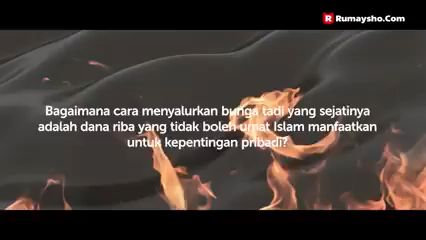 Rumaysho.Com
Bagaimana cara menyalurkan bunga tadi yang sejatinya
adalah dana riba yang tidak boleh umat Islam manfaatkan
untuk kepentingan pribadi?